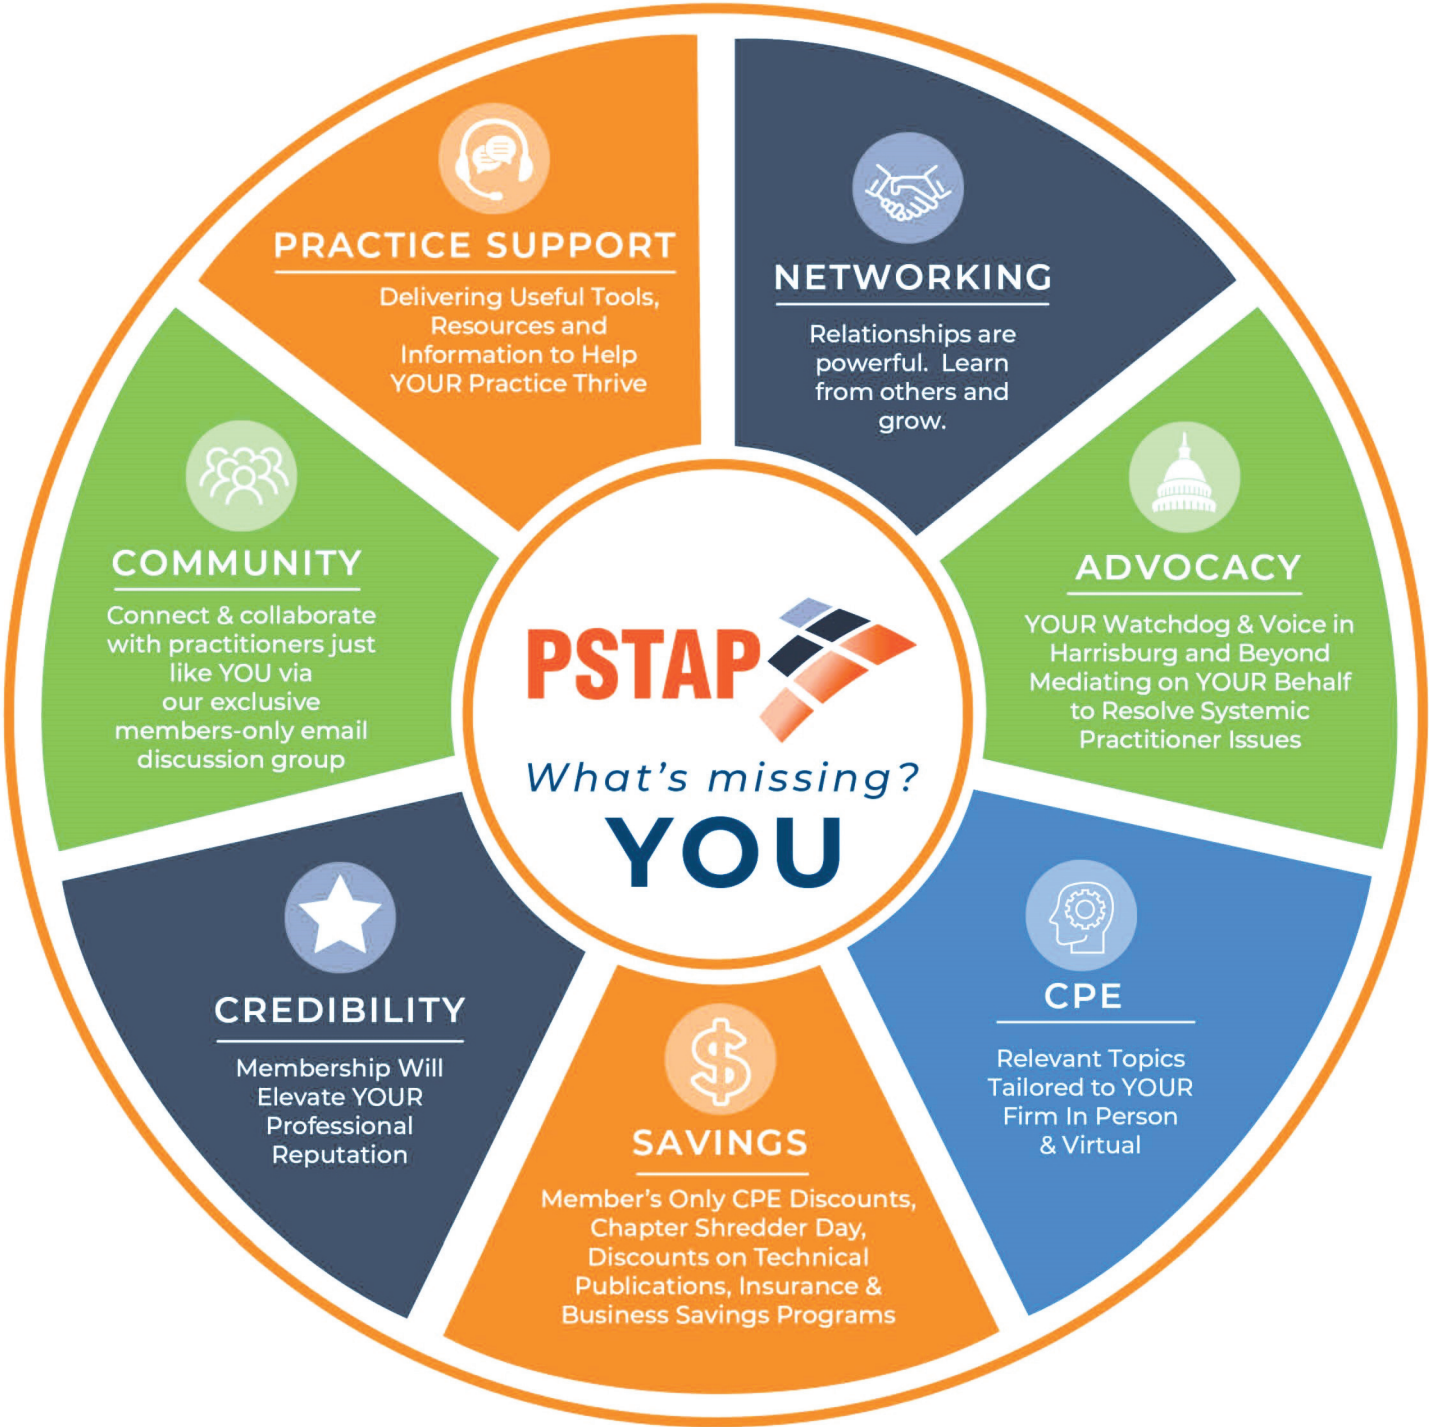 PRACTICE SUPPORT
Delivering Useful Tools,
Resources and
Information to Help
YOUR Practice Thrive
NETWORKING
Relationships are
powerful. Learn
from others and
grow.
ADVOCACY
YOUR Watchdog & Voice in
Harrisburg and Beyond
Mediating on YOUR Behalf
to Resolve Systemic
Practitioner Issues
CPE
Relevant Topics
Tailored to YOUR
Firm In Person
& Virtual
SAVINGS
Member's Only CPE Discounts,
Chapter Shredder Day,
Discounts on Technical
Publications, Insurance &
Business Savings Programs
CREDIBILITY
Membership Will
Elevate YOUR
Professional
Reputation
COMMUNITY
Connect & collaborate
with practitioners just
like YOU via
our exclusive
members-only email
discussion group
PSTAP
What's missing?
YOU